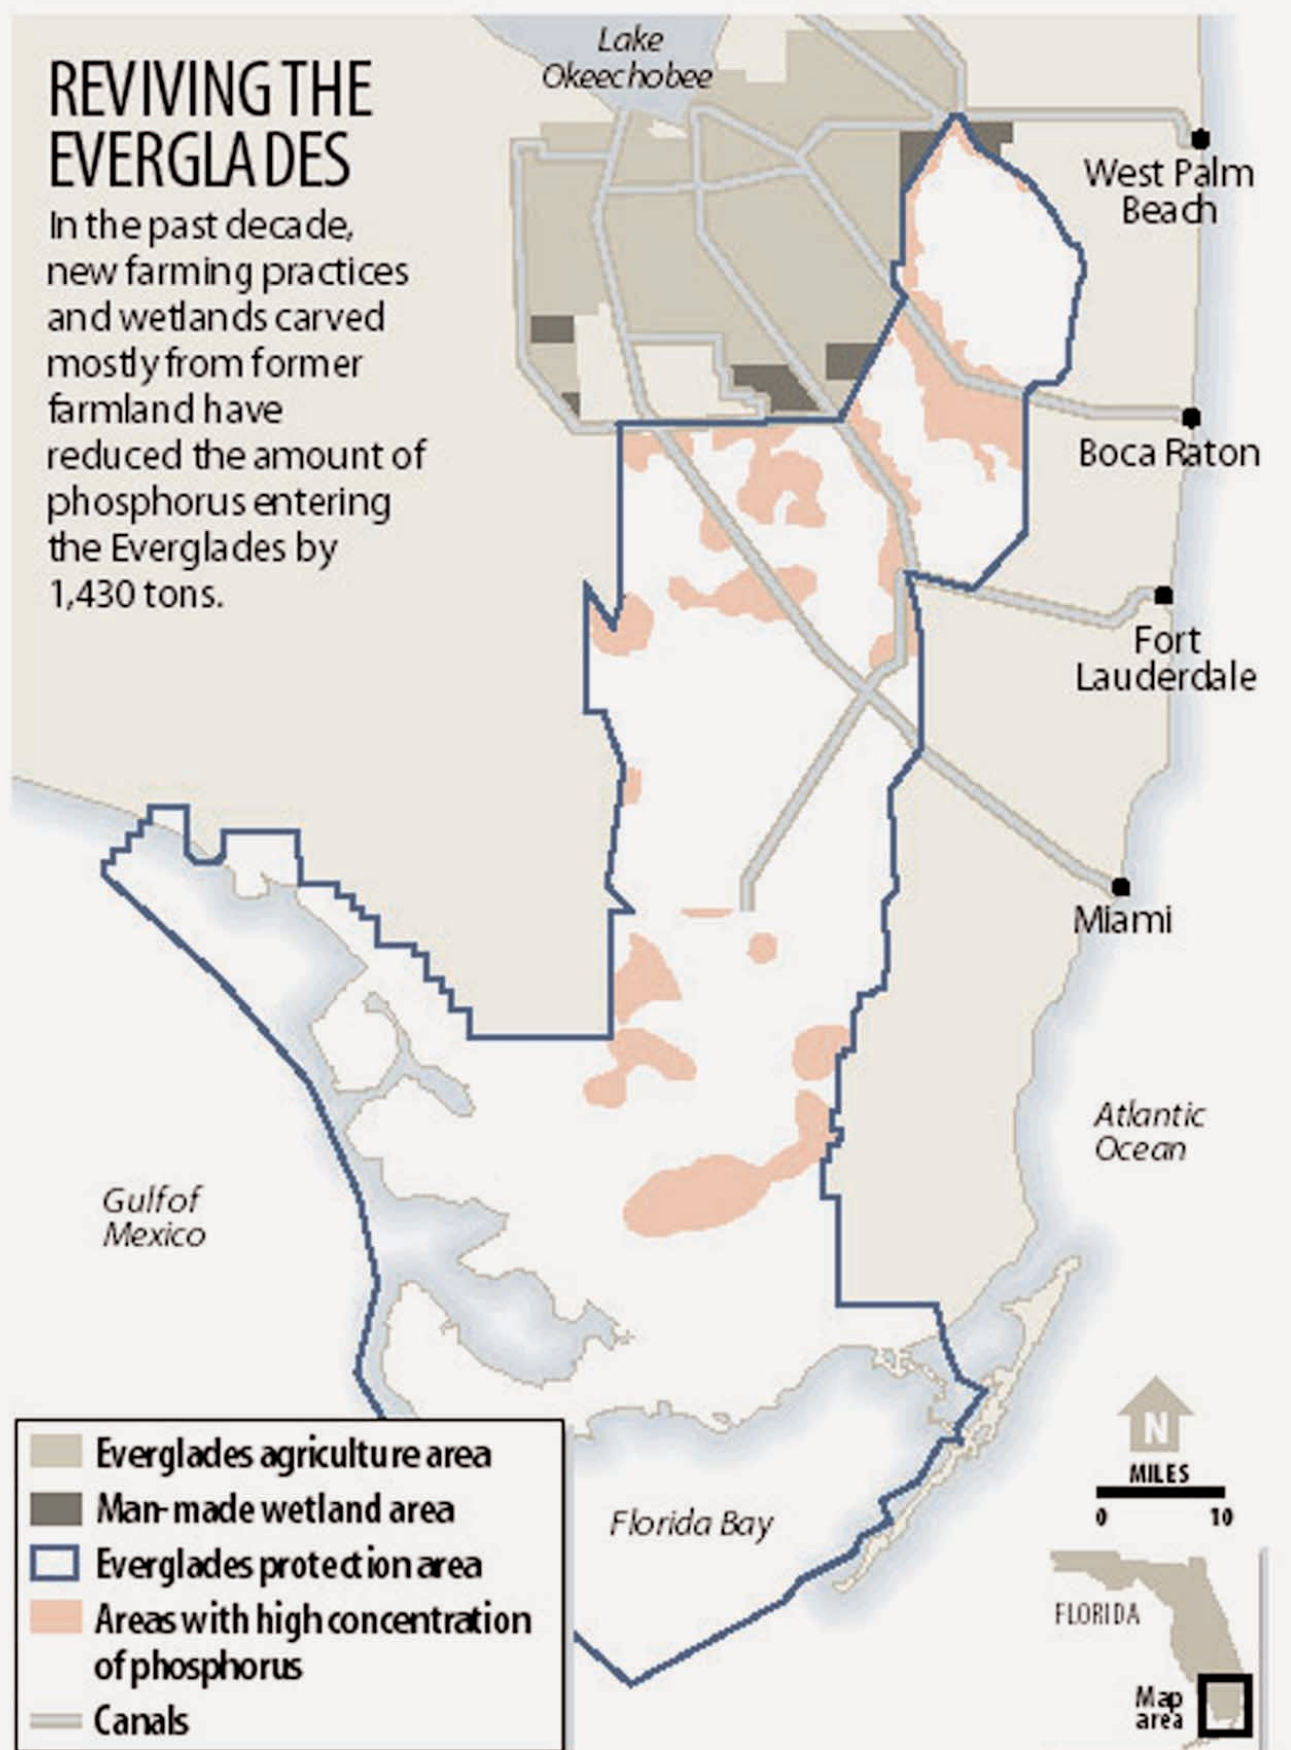 REVIVING THE
EVERGLADES
In the past decade,
new farming practices
and wetlands carved
mostly from former
farmland have
reduced the amount of
phosphorus entering
the Everglades by
1,430 tons.
Lake
Okeechobee
West Palm
Beach
Boca Raton
Fort
Lauderdale
Miami
Atlantic
Ocean
Gulf of
Mexico
Florida Bay
Everglades agriculture area
Man-made wetland area
Everglades protection area
Areas with high concentration
of phosphorus
Canals
N
MILES
0 10
FLORIDA
Map
area